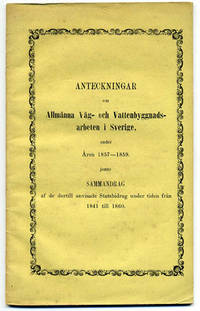 ANTECKNINGAR
om
Allmänna Väg- och Vattenbyggnads-
arbeten i Sverige,
under
Åren 1857—1859.
jemte
SAMMANDRAG
af de dertill anvisade Statsbidrag under tiden från
1841 till 1860.